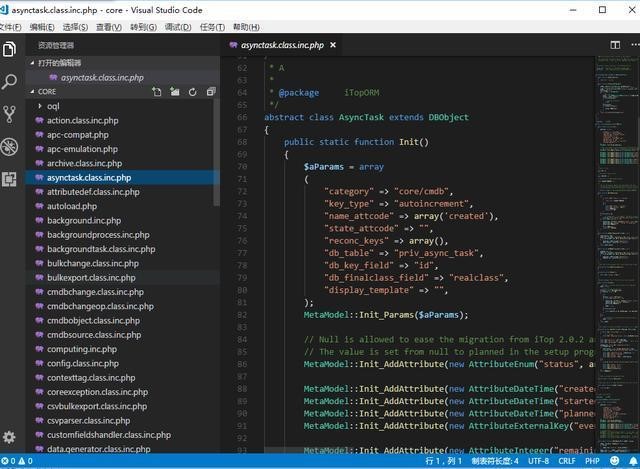 asynctask.class.inc.php - core - Visual Studio Code
文件(F) 编辑(E) 选择(S) 查看(V) 转到(G) 调试(D) 任务(T) 帮助(H)
资源管理器
打开的编辑器
asynctask.class.inc.php
CORE
oql
action.class.inc.php
apc-compat.php
apc-emulation.php
archive.class.inc.php
asynctask.class.inc.php
attributedef.class.inc.php
autoload.php
background.inc.php
backgroundprocess.inc.php
backgroundtask.class.inc.php
bulkchange.class.inc.php
bulkexport.class.inc.php
cmdbchange.class.inc.php
cmdbchangeop.class.inc.php
cmdbobject.class.inc.php
cmdbsource.class.inc.php
computing.inc.php
config.class.inc.php
contexttag.class.inc.php
coreexception.class.inc.php
csvbulkexport.class.inc.php
csvparser.class.inc.php
customfieldshandler.class.inc.php
data.generator.class.inc.php
asynctask.class.inc.php
62 * A
63 *
64 * @package iTopORM
65 */
66 abstract class AsyncTask extends DBObject
67 {
68 public static function Init()
69 {
70 $aParams = array
71 (
72 "category" => "core/cmdb",
73 "key_type" => "autoincrement",
74 "name_attcode" => array('created'),
75 "state_attcode" => "",
76 "reconc_keys" => array(),
77 "db_table" => "priv_async_task",
78 "db_key_field" => "id",
79 "db_finalclass_field" => "realclass",
80 "display_template" => "",
81 );
82 MetaModel::Init_Params($aParams);
83
84 // Null is allowed to ease the migration from iTop 2.0.2 a
85 // The value is set from null to planned in the setup prog
86 MetaModel::Init_AddAttribute(new AttributeEnum("status", a
87
88 MetaModel::Init_AddAttribute(new AttributeDateTime("create
89 MetaModel::Init_AddAttribute(new AttributeDateTime("starte
90 MetaModel::Init_AddAttribute(new AttributeDateTime("planne
91 MetaModel::Init_AddAttribute(new AttributeExternalKey("eve
92
93 MetaModel::Init_AddAttribute(new AttributeInteger("remaini
0 0
行 1，列 1 制表符长度: 4 UTF-8 CRLF PHP